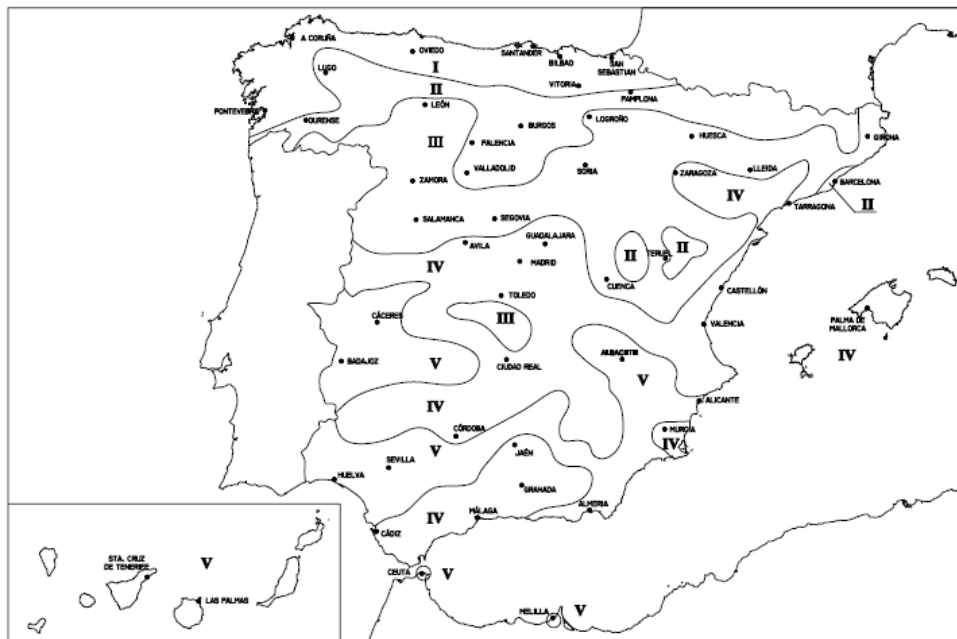 A CORUÑA
OVIEDO
SANTANDER
BILBAO
SAN
SEBASTIAN
LUGO
I
VITORIA
II
PAMPLONA
LEÓN
PONTEVEDRA
OURENSE
BURGOS
LOGROÑO
HUESCA
GIRONA
III
PALENCIA
VALLADOLID
SORIA
ZARAGOZA
LLEIDA
BARCELONA
ZAMORA
IV
TARRAGONA
II
SALAMANCA
SEGOVIA
AVILA
GUADALAJARA
IV
MADRID
II
TERUEL
II
CUENCA
TOLEDO
CASTELLÓN
CÁCERES
III
VALENCIA
PALMA DE
MALLORCA
IV
BADAJOZ
V
CIUDAD REAL
ALBACETE
V
IV
ALICANTE
CÓRDOBA
MURCIA
IV
V
JAÉN
SEVILLA
HUELVA
GRANADA
IV
MÁLAGA
ALMERIA
CÁDIZ
CEUTA
V
MELILLA
V
STA. CRUZ
DE TENERIFE
V
LAS PALMAS